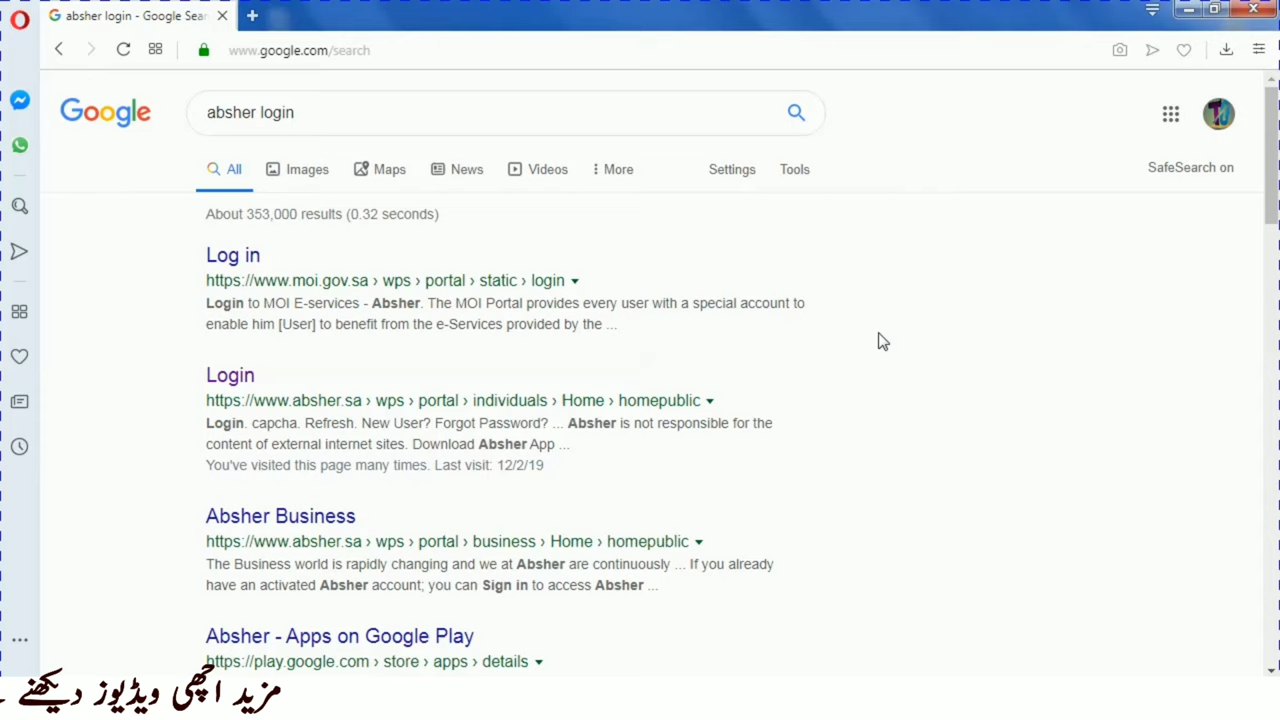 absher login - Google Sear
www.google.com/search
Google
absher login
All Images Maps News Videos More Settings Tools
SafeSearch on
About 353,000 results (0.32 seconds)
Log in
https://www.moi.gov.sa › wps › portal › static › login
Login to MOI E-services - Absher. The MOI Portal provides every user with a special account to
enable him [User] to benefit from the e-Services provided by the ...
Login
https://www.absher.sa › wps › portal › individuals › Home › homepublic
Login. capcha. Refresh. New User? Forgot Password? ... Absher is not responsible for the
content of external internet sites. Download Absher App ...
You've visited this page many times. Last visit: 12/2/19
Absher Business
https://www.absher.sa › wps › portal › business › Home › homepublic
The Business world is rapidly changing and we at Absher are continuously ... If you already
have an activated Absher account; you can Sign in to access Absher ...
Absher - Apps on Google Play
https://play.google.com › store › apps › details
مزید اچھی ویڈیوز دیکھنے